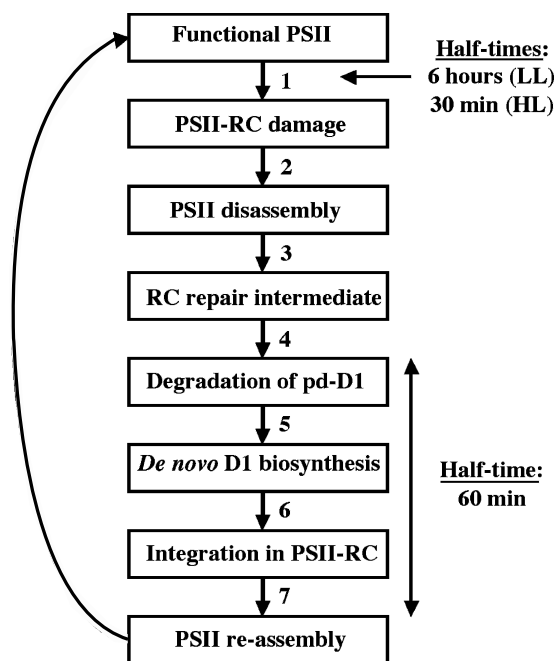 Functional PSII
Half-times:
6 hours (LL)
30 min (HL)
1
PSII-RC damage
2
PSII disassembly
3
RC repair intermediate
4
Degradation of pd-D1
5
De novo D1 biosynthesis
Half-time:
60 min
6
Integration in PSII-RC
7
PSII re-assembly